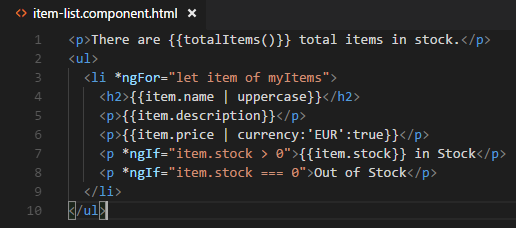 <> item-list.component.html ×
1 <p>There are {{totalItems()}} total items in stock.</p>
2 <ul>
3 <li *ngFor="let item of myItems">
4 <h2>{{item.name | uppercase}}</h2>
5 <p>{{item.description}}</p>
6 <p>{{item.price | currency:'EUR':true}}</p>
7 <p *ngIf="item.stock > 0">{{item.stock}} in Stock</p>
8 <p *ngIf="item.stock === 0">Out of Stock</p>
9 </li>
10 </ul>